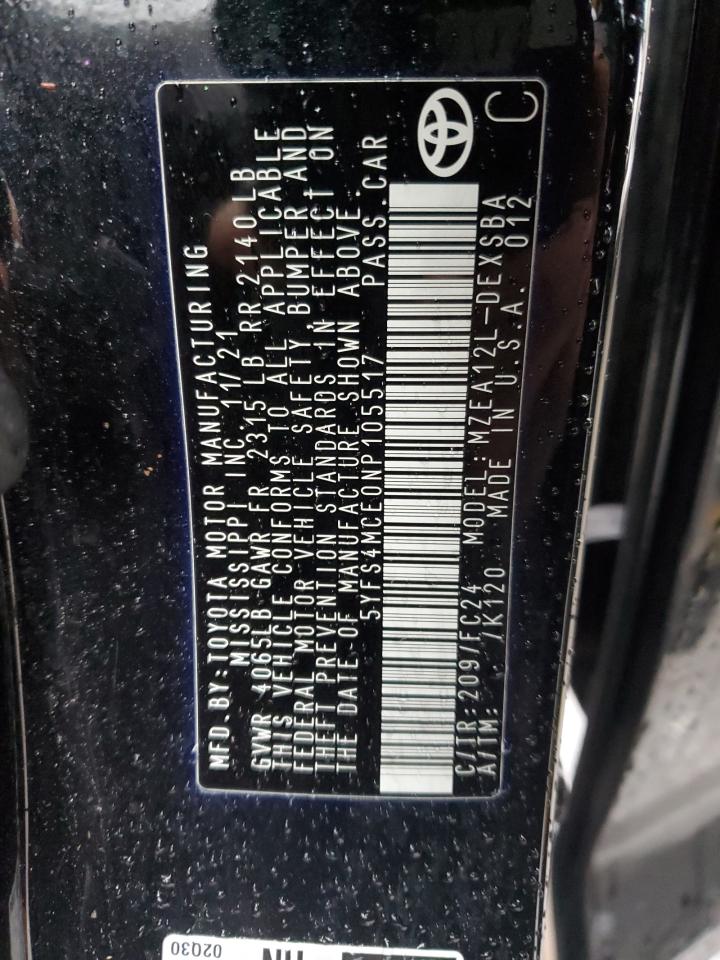 MFD.BY:TOYOTA MOTOR MANUFACTURING
MISSISSIPPI INC 11/21
GVWR 4065LB GAWR FR 2315 LB RR 2140 LB
THIS VEHICLE CONFORMS TO ALL APPLICABLE
FEDERAL MOTOR VEHICLE SAFETY, BUMPER AND
THEFT PREVENTION STANDARDS IN EFFECT ON
THE DATE OF MANUFACTURE SHOWN ABOVE.
5YFS4MCE0NP105517 PASS.CAR
C/TR:209/FC24 MODEL:MZEA12L-DEXSBA
A/TM: -/K120 MADE IN U.S.A. 012
C
02Q30